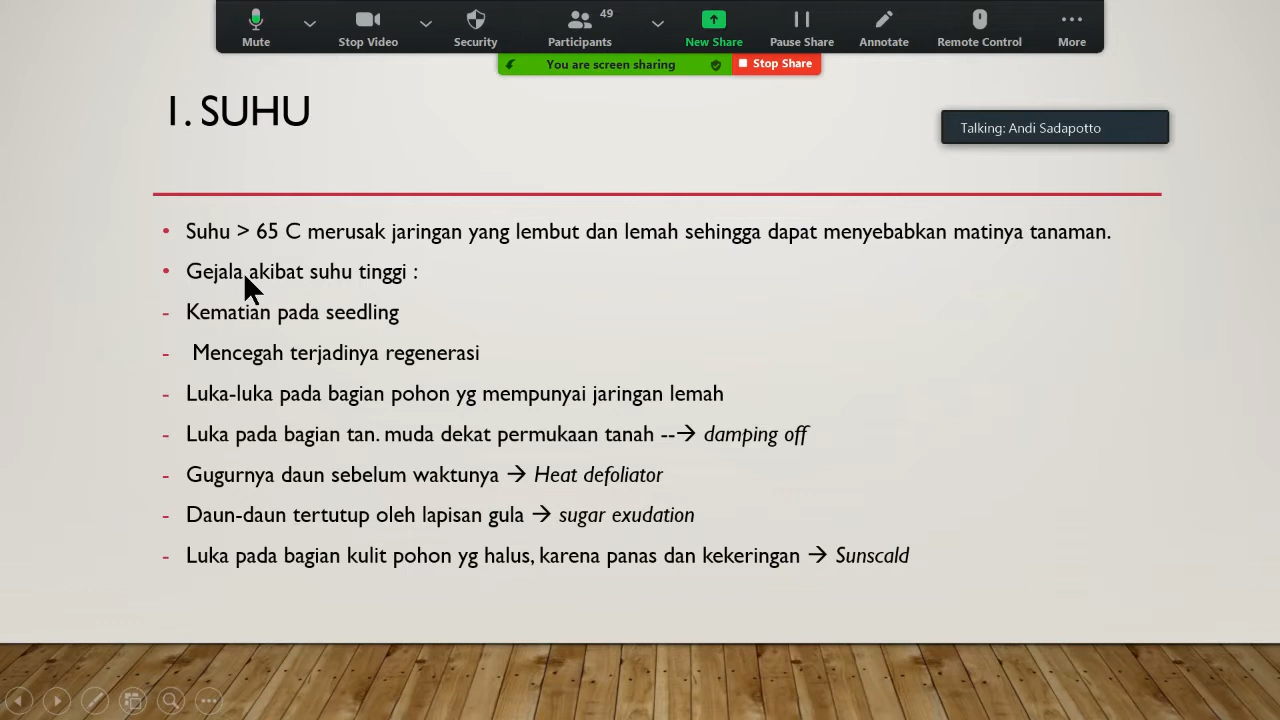 49
Mute
Stop Video
Security
Participants
New Share
Pause Share
Annotate
Remote Control
More
You are screen sharing
Stop Share
1. SUHU
Talking: Andi Sadapotto
• Suhu > 65 C merusak jaringan yang lembut dan lemah sehingga dapat menyebabkan matinya tanaman.
• Gejala akibat suhu tinggi :
- Kematian pada seedling
- Mencegah terjadinya regenerasi
- Luka-luka pada bagian pohon yg mempunyai jaringan lemah
- Luka pada bagian tan. muda dekat permukaan tanah --→ damping off
- Gugurnya daun sebelum waktunya → Heat defoliator
- Daun-daun tertutup oleh lapisan gula → sugar exudation
- Luka pada bagian kulit pohon yg halus, karena panas dan kekeringan → Sunscald